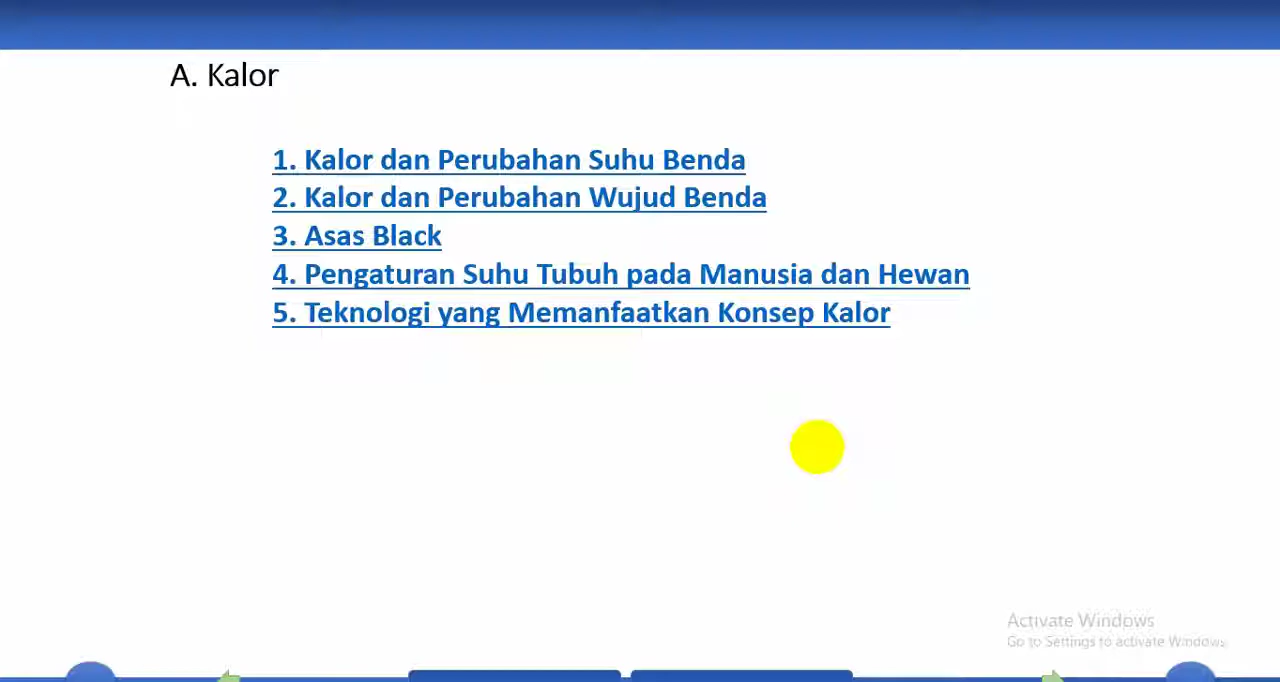 A. Kalor
1. Kalor dan Perubahan Suhu Benda
2. Kalor dan Perubahan Wujud Benda
3. Asas Black
4. Pengaturan Suhu Tubuh pada Manusia dan Hewan
5. Teknologi yang Memanfaatkan Konsep Kalor
Activate Windows
Go to Settings to activate Windows.